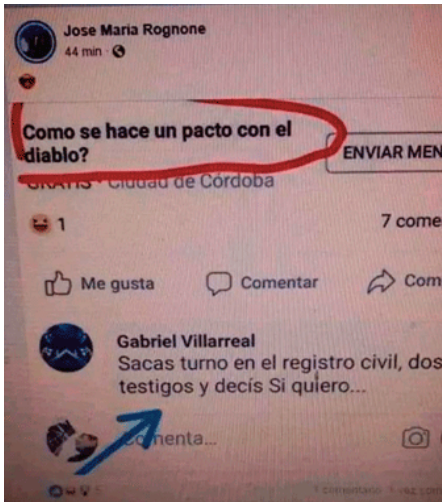 Jose Maria Rognone
44 min
Como se hace un pacto con el
diablo?
ENVIAR MEN
GRATIS · Ciudad de Córdoba
1
7 come
Me gusta
Comentar
Com
Gabriel Villarreal
Sacas turno en el registro civil, dos
testigos y decís Si quiero...
Comenta...